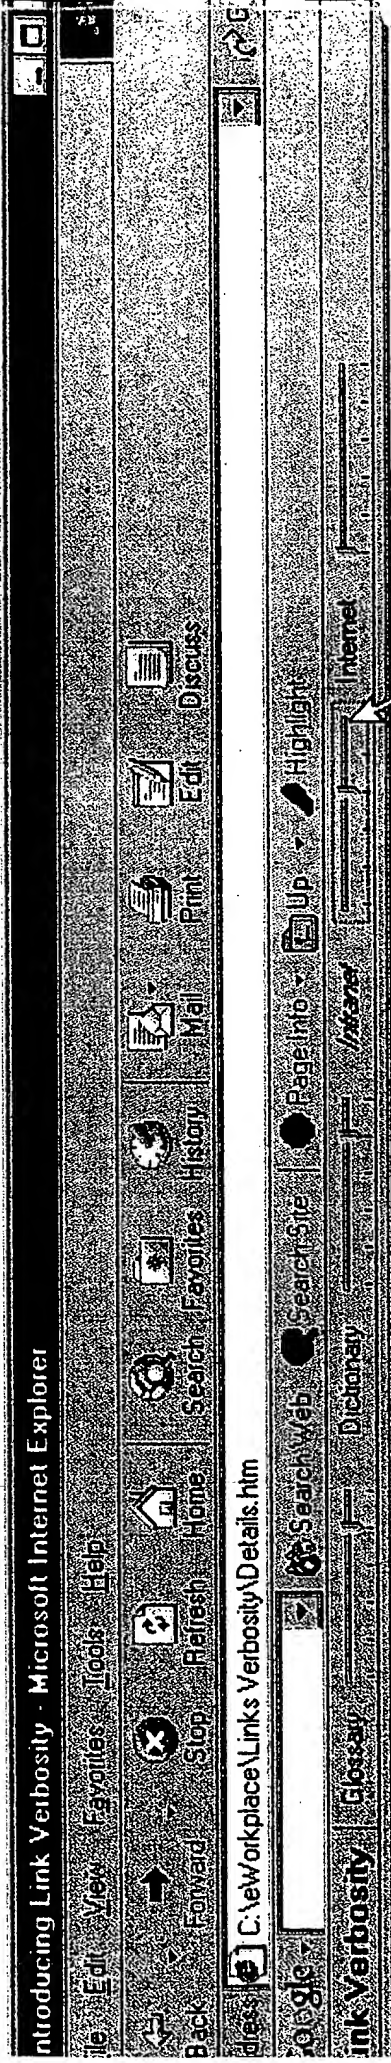 ntroducing Link Verbosity - Microsoft Internet Explorer
ile Edit View Favorites Tools Help
Back Forward Stop Refresh Home Search Favorites History Mail Print Edit Discuss
dress C:\eWorkplace\Links Verbosity\Details.htm G
Google Search Web Search Site Page Info Up Highlight
ink Verbosity Glossary Dictionary Intranet Internet